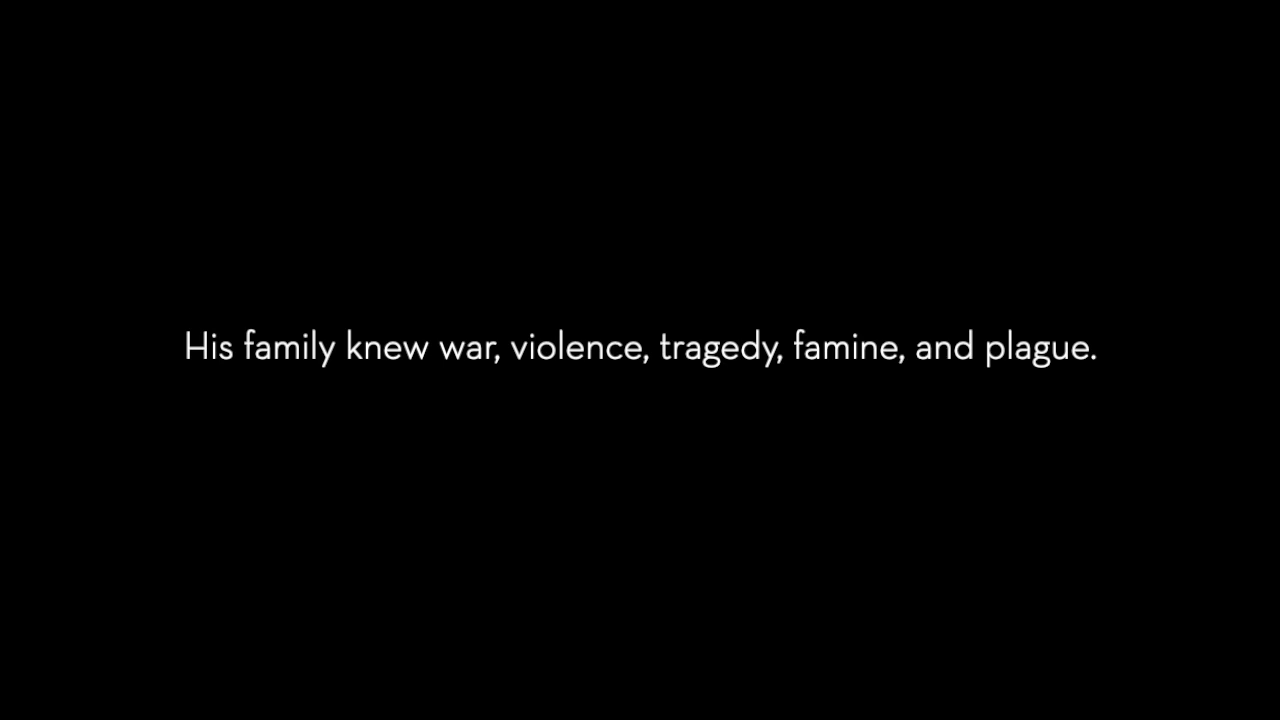 His family knew war, violence, tragedy, famine, and plague.